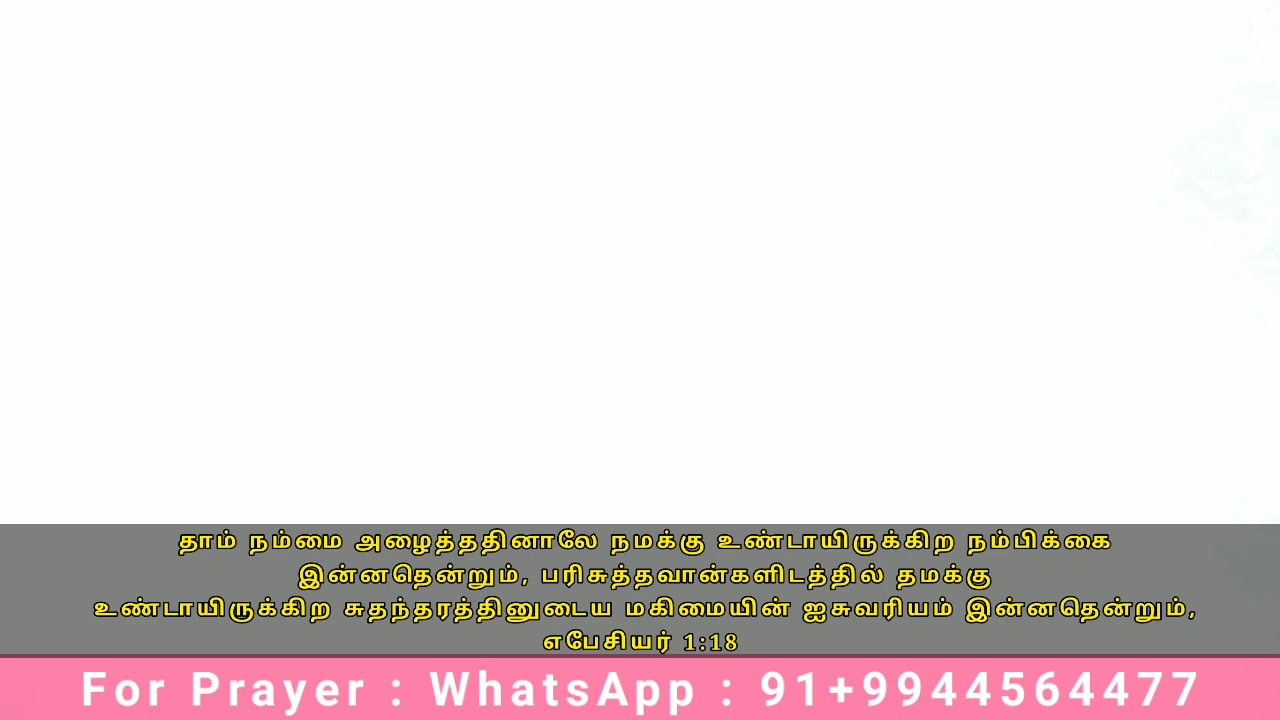 தாம் நம்மை அழைத்ததினாலே நமக்கு உண்டாயிருக்கிற நம்பிக்கை
இன்னதென்றும், பரிசுத்தவான்களிடத்தில் தமக்கு
உண்டாயிருக்கிற சுதந்தரத்தினுடைய மகிமையின் ஐசுவரியம் இன்னதென்றும்,
எபேசியர் 1:18
For Prayer : WhatsApp : 91+9944564477